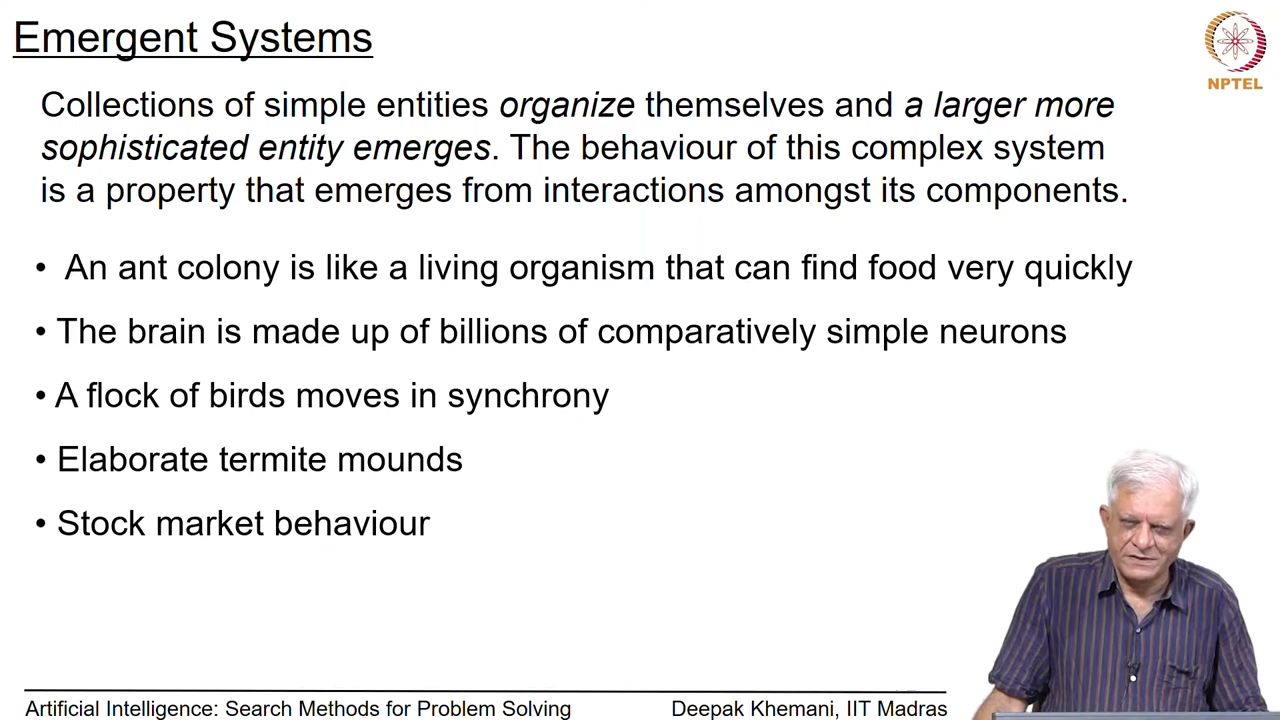 Emergent Systems
NPTEL
Collections of simple entities organize themselves and a larger more
sophisticated entity emerges. The behaviour of this complex system
is a property that emerges from interactions amongst its components.
• An ant colony is like a living organism that can find food very quickly
• The brain is made up of billions of comparatively simple neurons
• A flock of birds moves in synchrony
• Elaborate termite mounds
• Stock market behaviour
Artificial Intelligence: Search Methods for Problem Solving
Deepak Khemani, IIT Madras